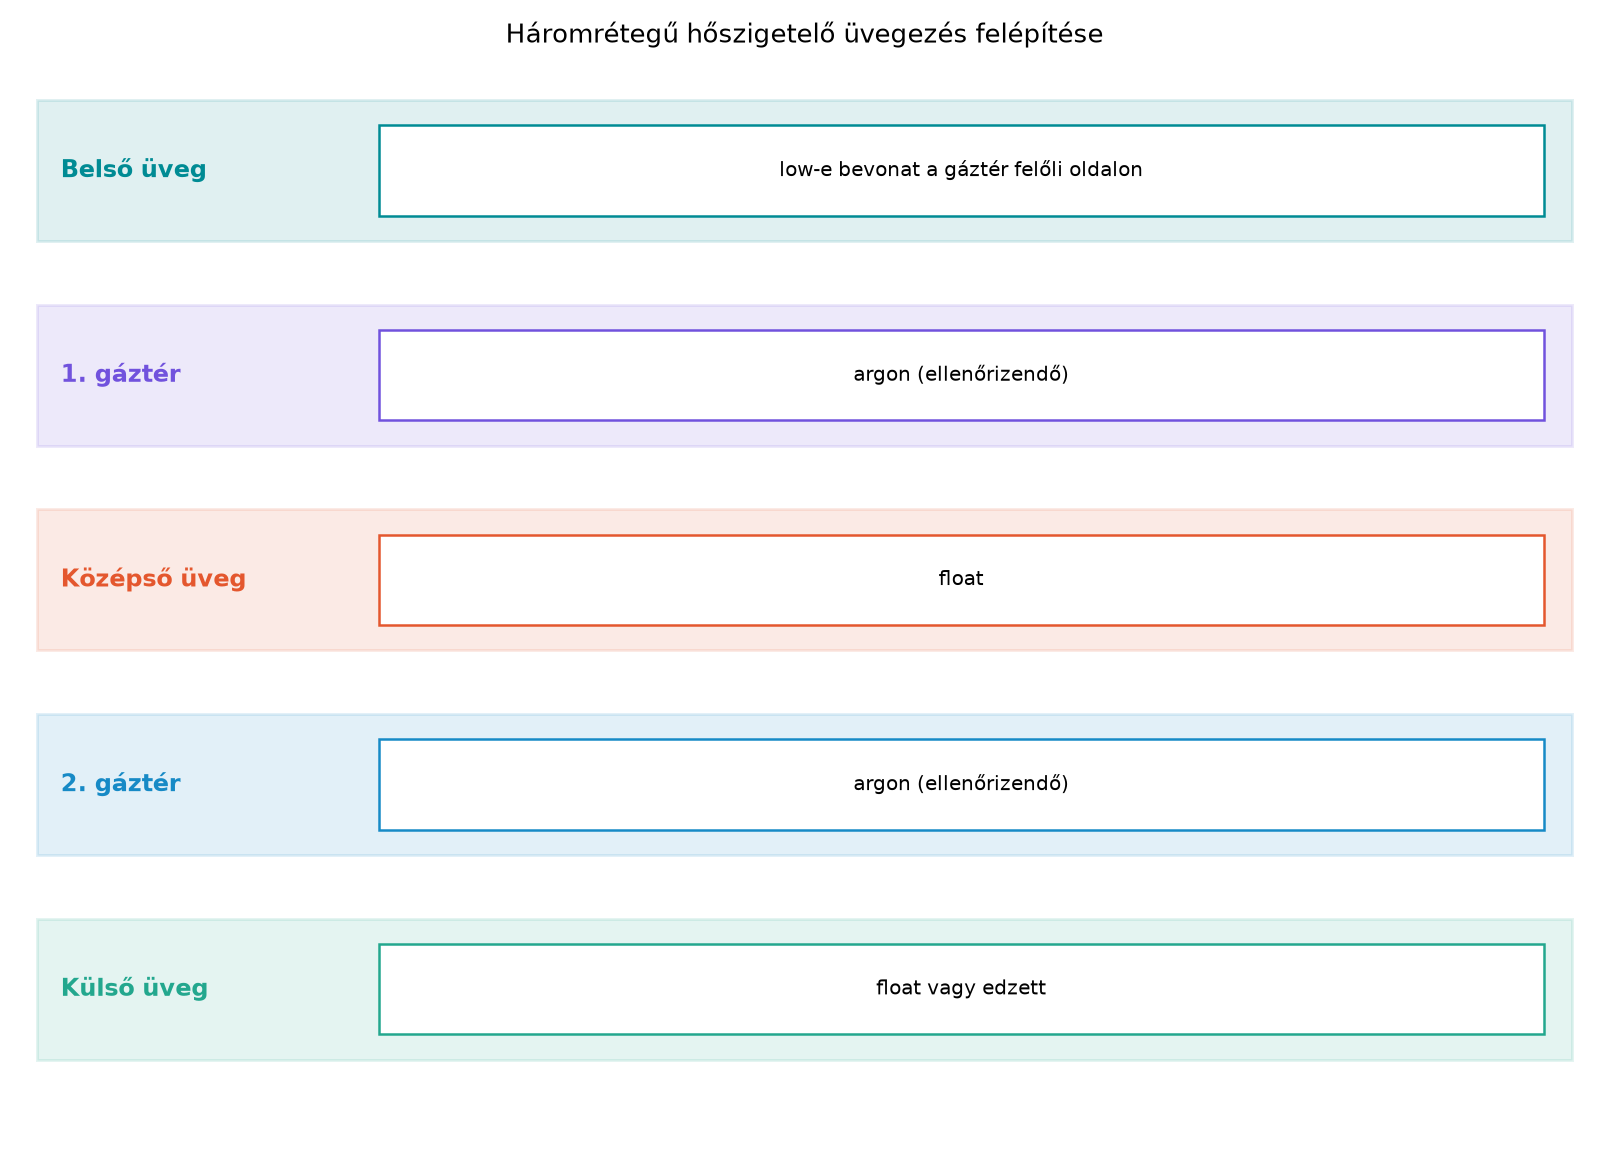 Háromrétegű hőszigetelő üvegezés felépítése
Belső üveg
low-e bevonat a gáztér felőli oldalon
1. gáztér
argon (ellenőrizendő)
Középső üveg
float
2. gáztér
argon (ellenőrizendő)
Külső üveg
float vagy edzett